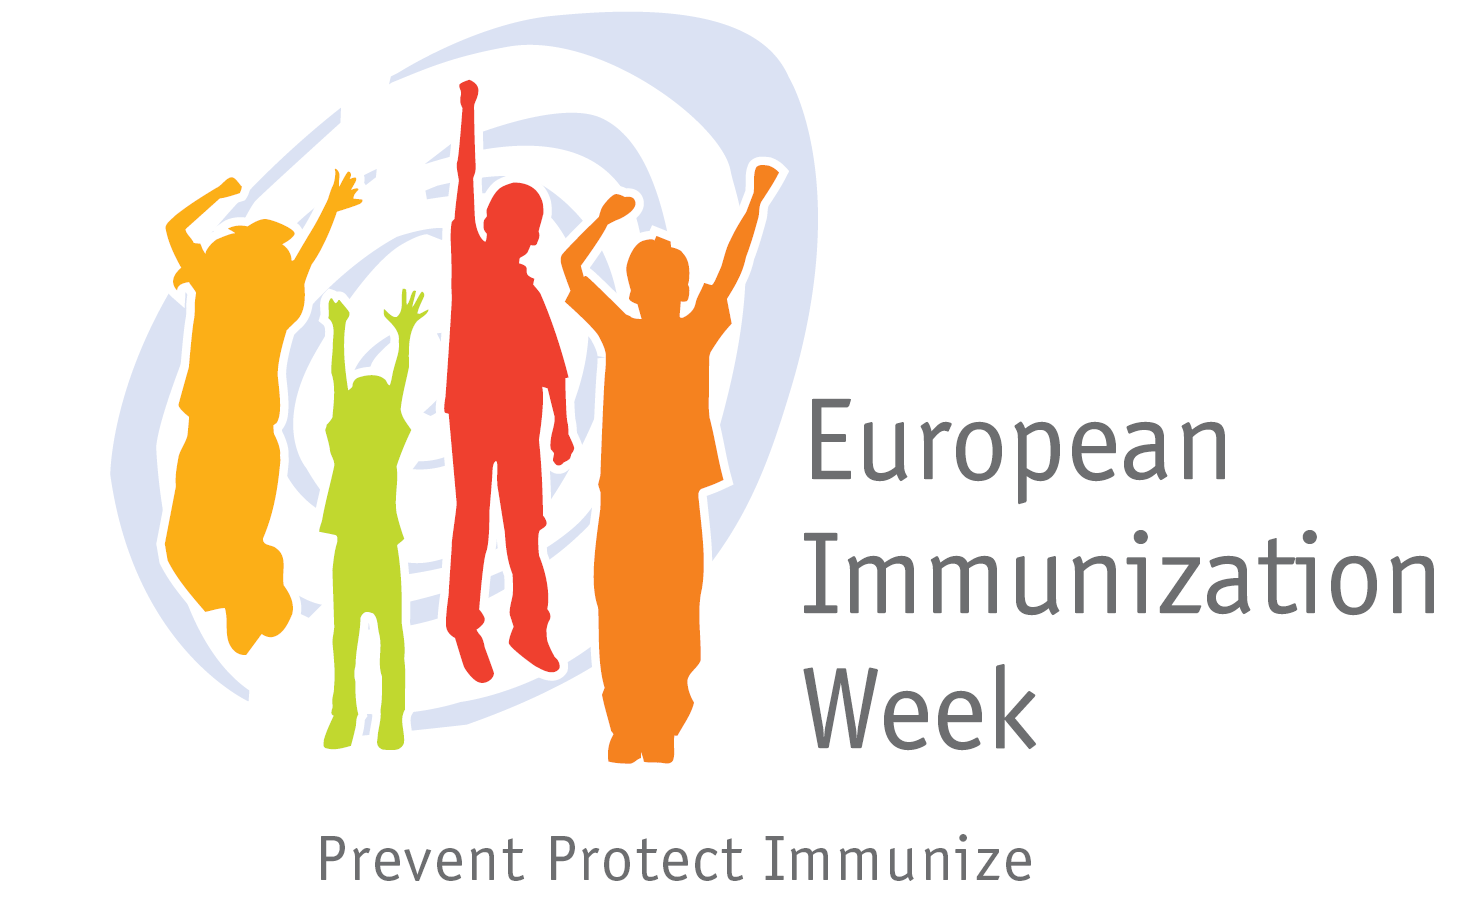 European
Immunization
Week
Prevent Protect Immunize